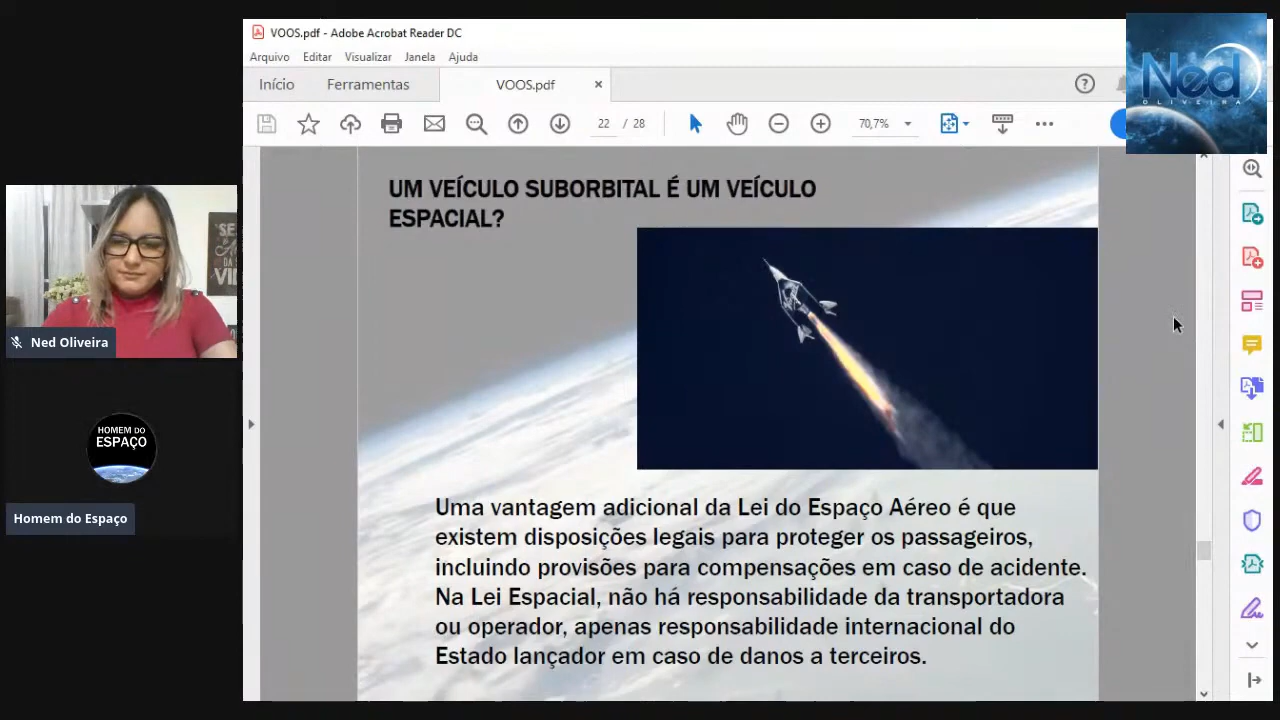 VOOS.pdf - Adobe Acrobat Reader DC
Arquivo Editar Visualizar Janela Ajuda
Início Ferramentas VOOS.pdf
22 / 28 70,7%
Ned
OLIVEIRA
UM VEÍCULO SUBORBITAL É UM VEÍCULO
ESPACIAL?
Ned Oliveira
HOMEM DO
ESPAÇO
Homem do Espaço
Uma vantagem adicional da Lei do Espaço Aéreo é que
existem disposições legais para proteger os passageiros,
incluindo provisões para compensações em caso de acidente.
Na Lei Espacial, não há responsabilidade da transportadora
ou operador, apenas responsabilidade internacional do
Estado lançador em caso de danos a terceiros.